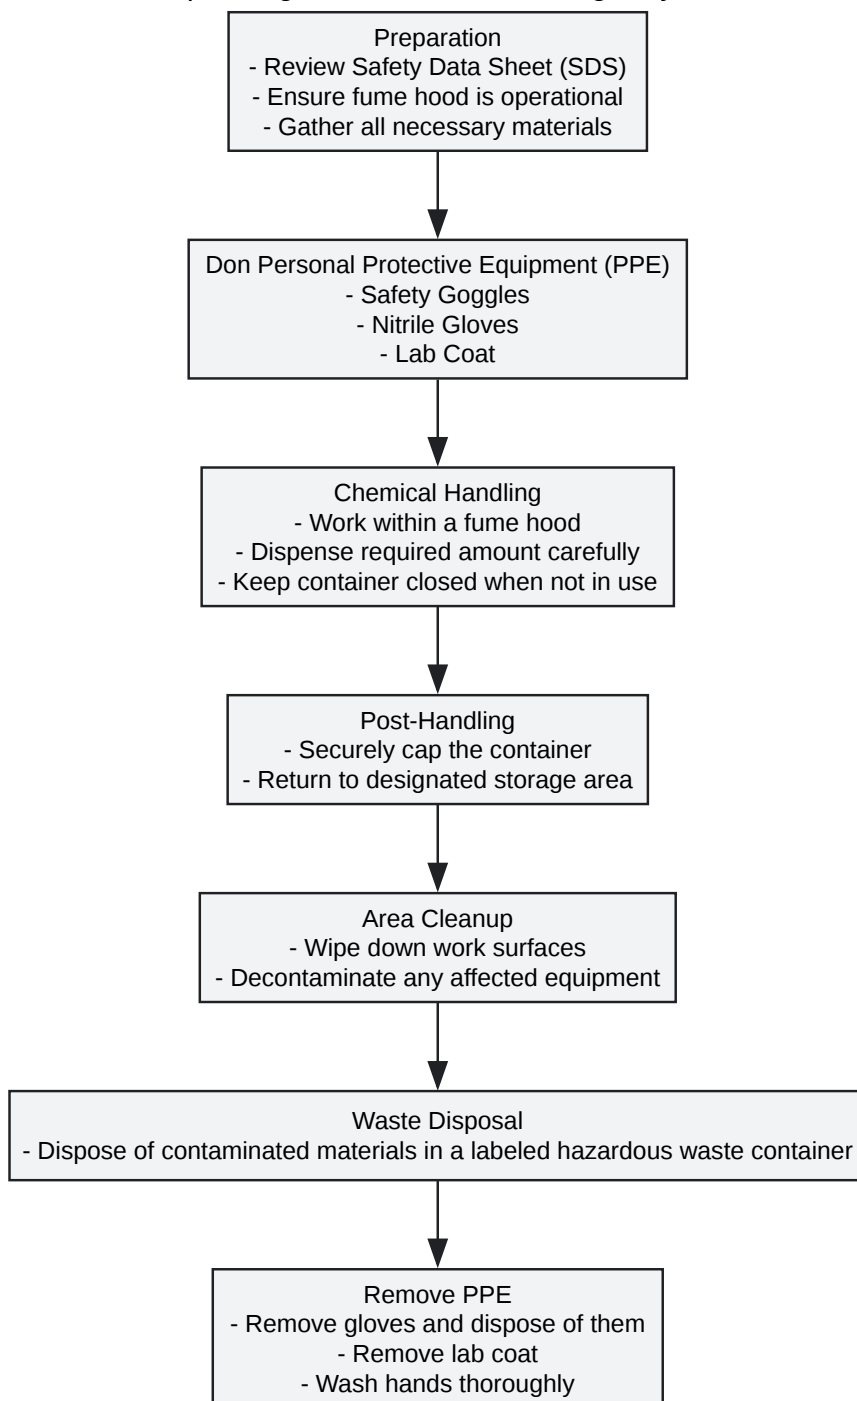 Preparation
- Review Safety Data Sheet (SDS)
- Ensure fume hood is operational
- Gather all necessary materials
Don Personal Protective Equipment (PPE)
- Safety Goggles
- Nitrile Gloves
- Lab Coat
Chemical Handling
- Work within a fume hood
- Dispense required amount carefully
- Keep container closed when not in use
Post-Handling
- Securely cap the container
- Return to designated storage area
Area Cleanup
- Wipe down work surfaces
- Decontaminate any affected equipment
Waste Disposal
- Dispose of contaminated materials in a labeled hazardous waste container
Remove PPE
- Remove gloves and dispose of them
- Remove lab coat
- Wash hands thoroughly